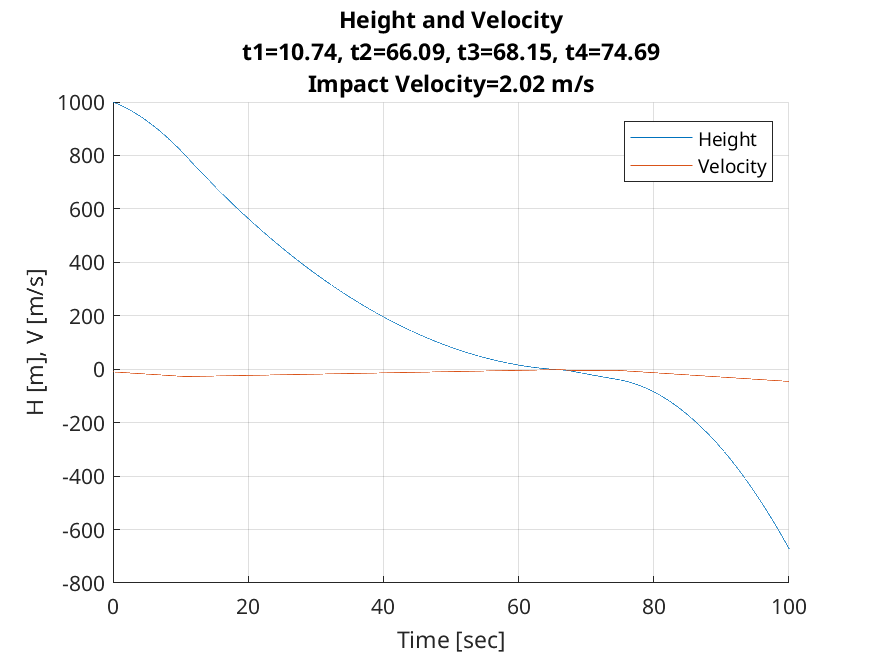 Height and Velocity
t1=10.74, t2=66.09, t3=68.15, t4=74.69
Impact Velocity=2.02 m/s
1000
800
600
400
200
0
-200
-400
-600
-800
H [m], V [m/s]
Height
Velocity
0 20 40 60 80 100
Time [sec]